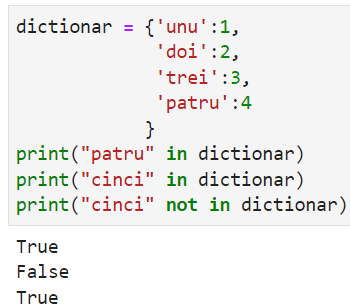 dictionar = {'unu':1,
'doi':2,
'trei':3,
'patru':4
}
print("patru" in dictionar)
print("cinci" in dictionar)
print("cinci" not in dictionar)
True
False
True